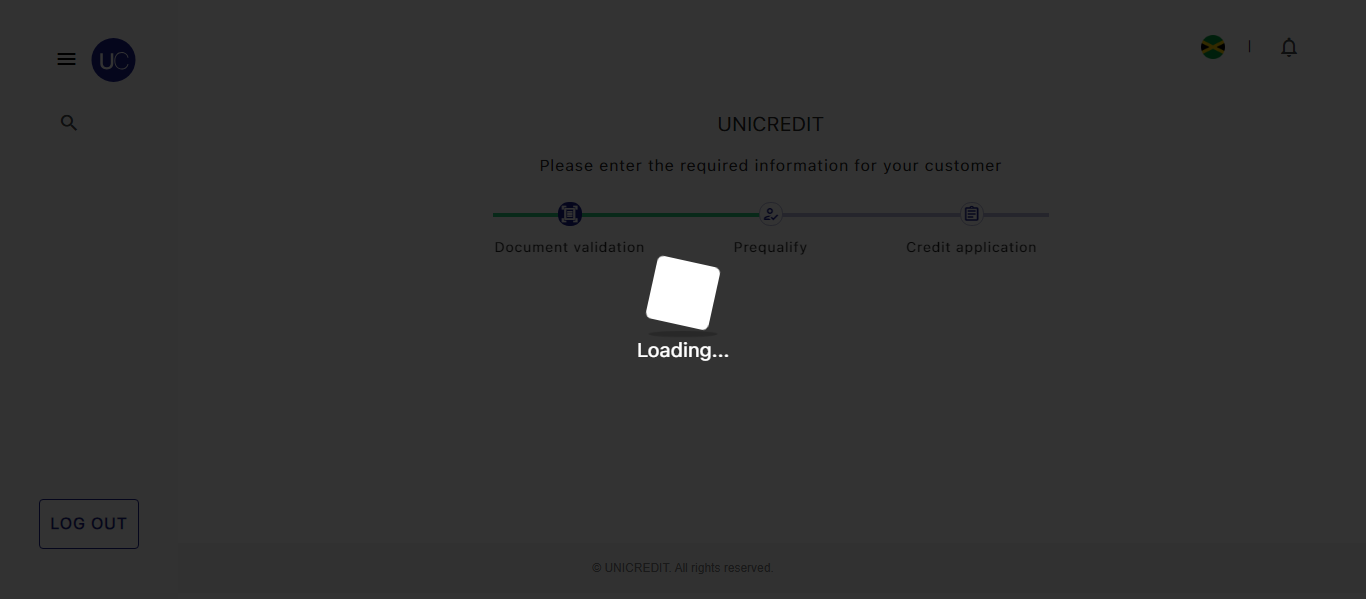 UC
UNICREDIT
Please enter the required information for your customer
Document validation
Prequalify
Credit application
Loading...
LOG OUT
© UNICREDIT. All rights reserved.